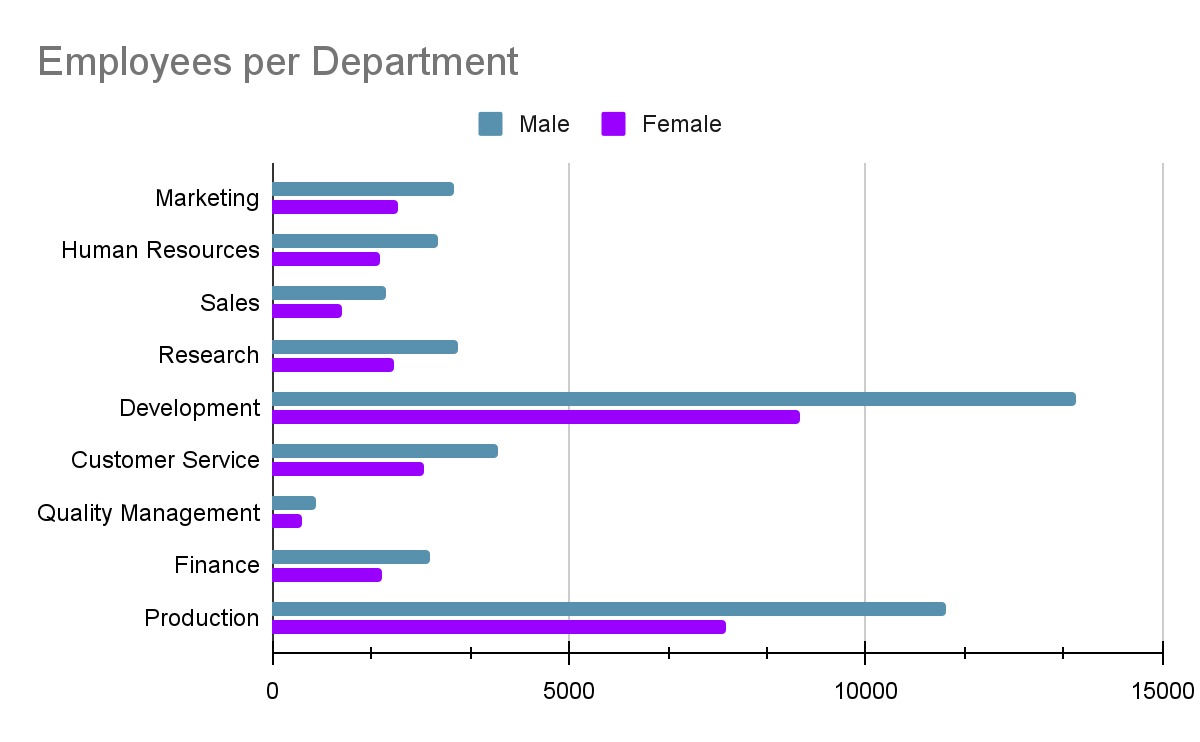 Employees per Department
Male Female
Marketing
Human Resources
Sales
Research
Development
Customer Service
Quality Management
Finance
Production
0 5000 10000 15000